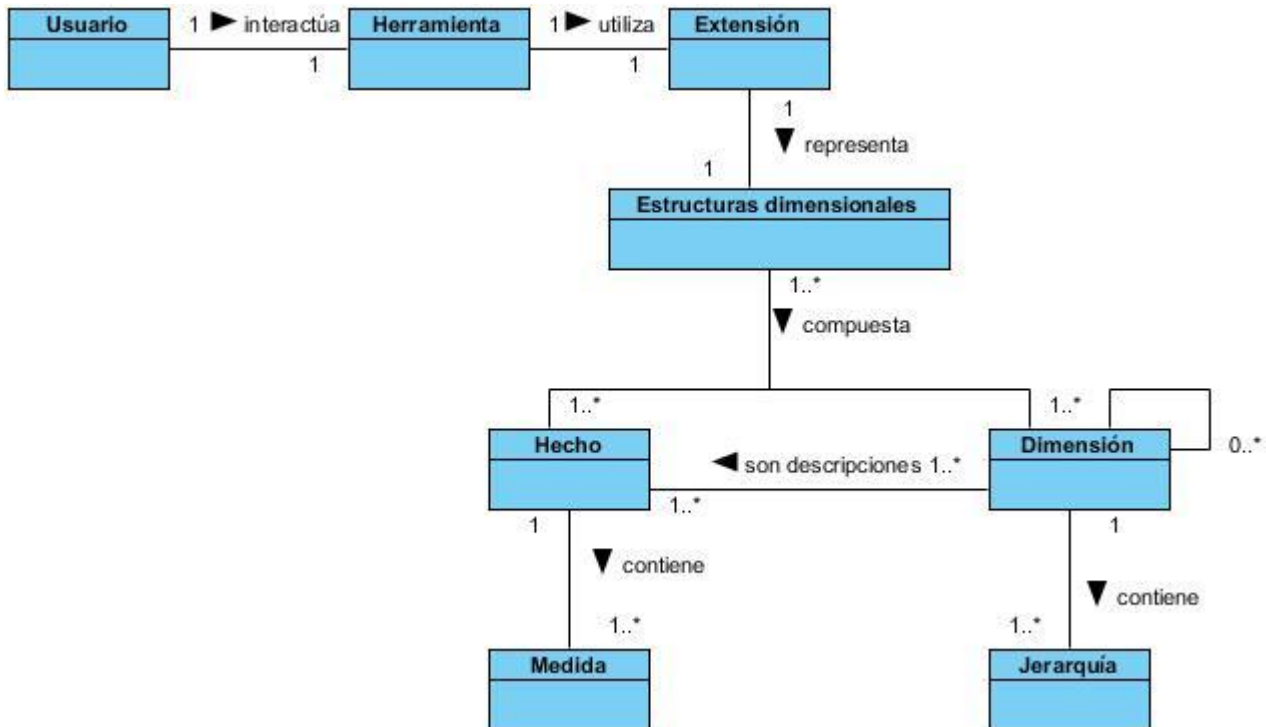 Usuario
1 ► interactúa
1
Herramienta
1 ► utiliza
1
Extensión
1
▼ representa
1
Estructuras dimensionales
1..*
▼ compuesta
1..*
1..*
Hecho
Dimensión
0..*
◄ son descripciones 1..*
1..*
1
1
▼ contiene
▼ contiene
1..*
1..*
Medida
Jerarquía